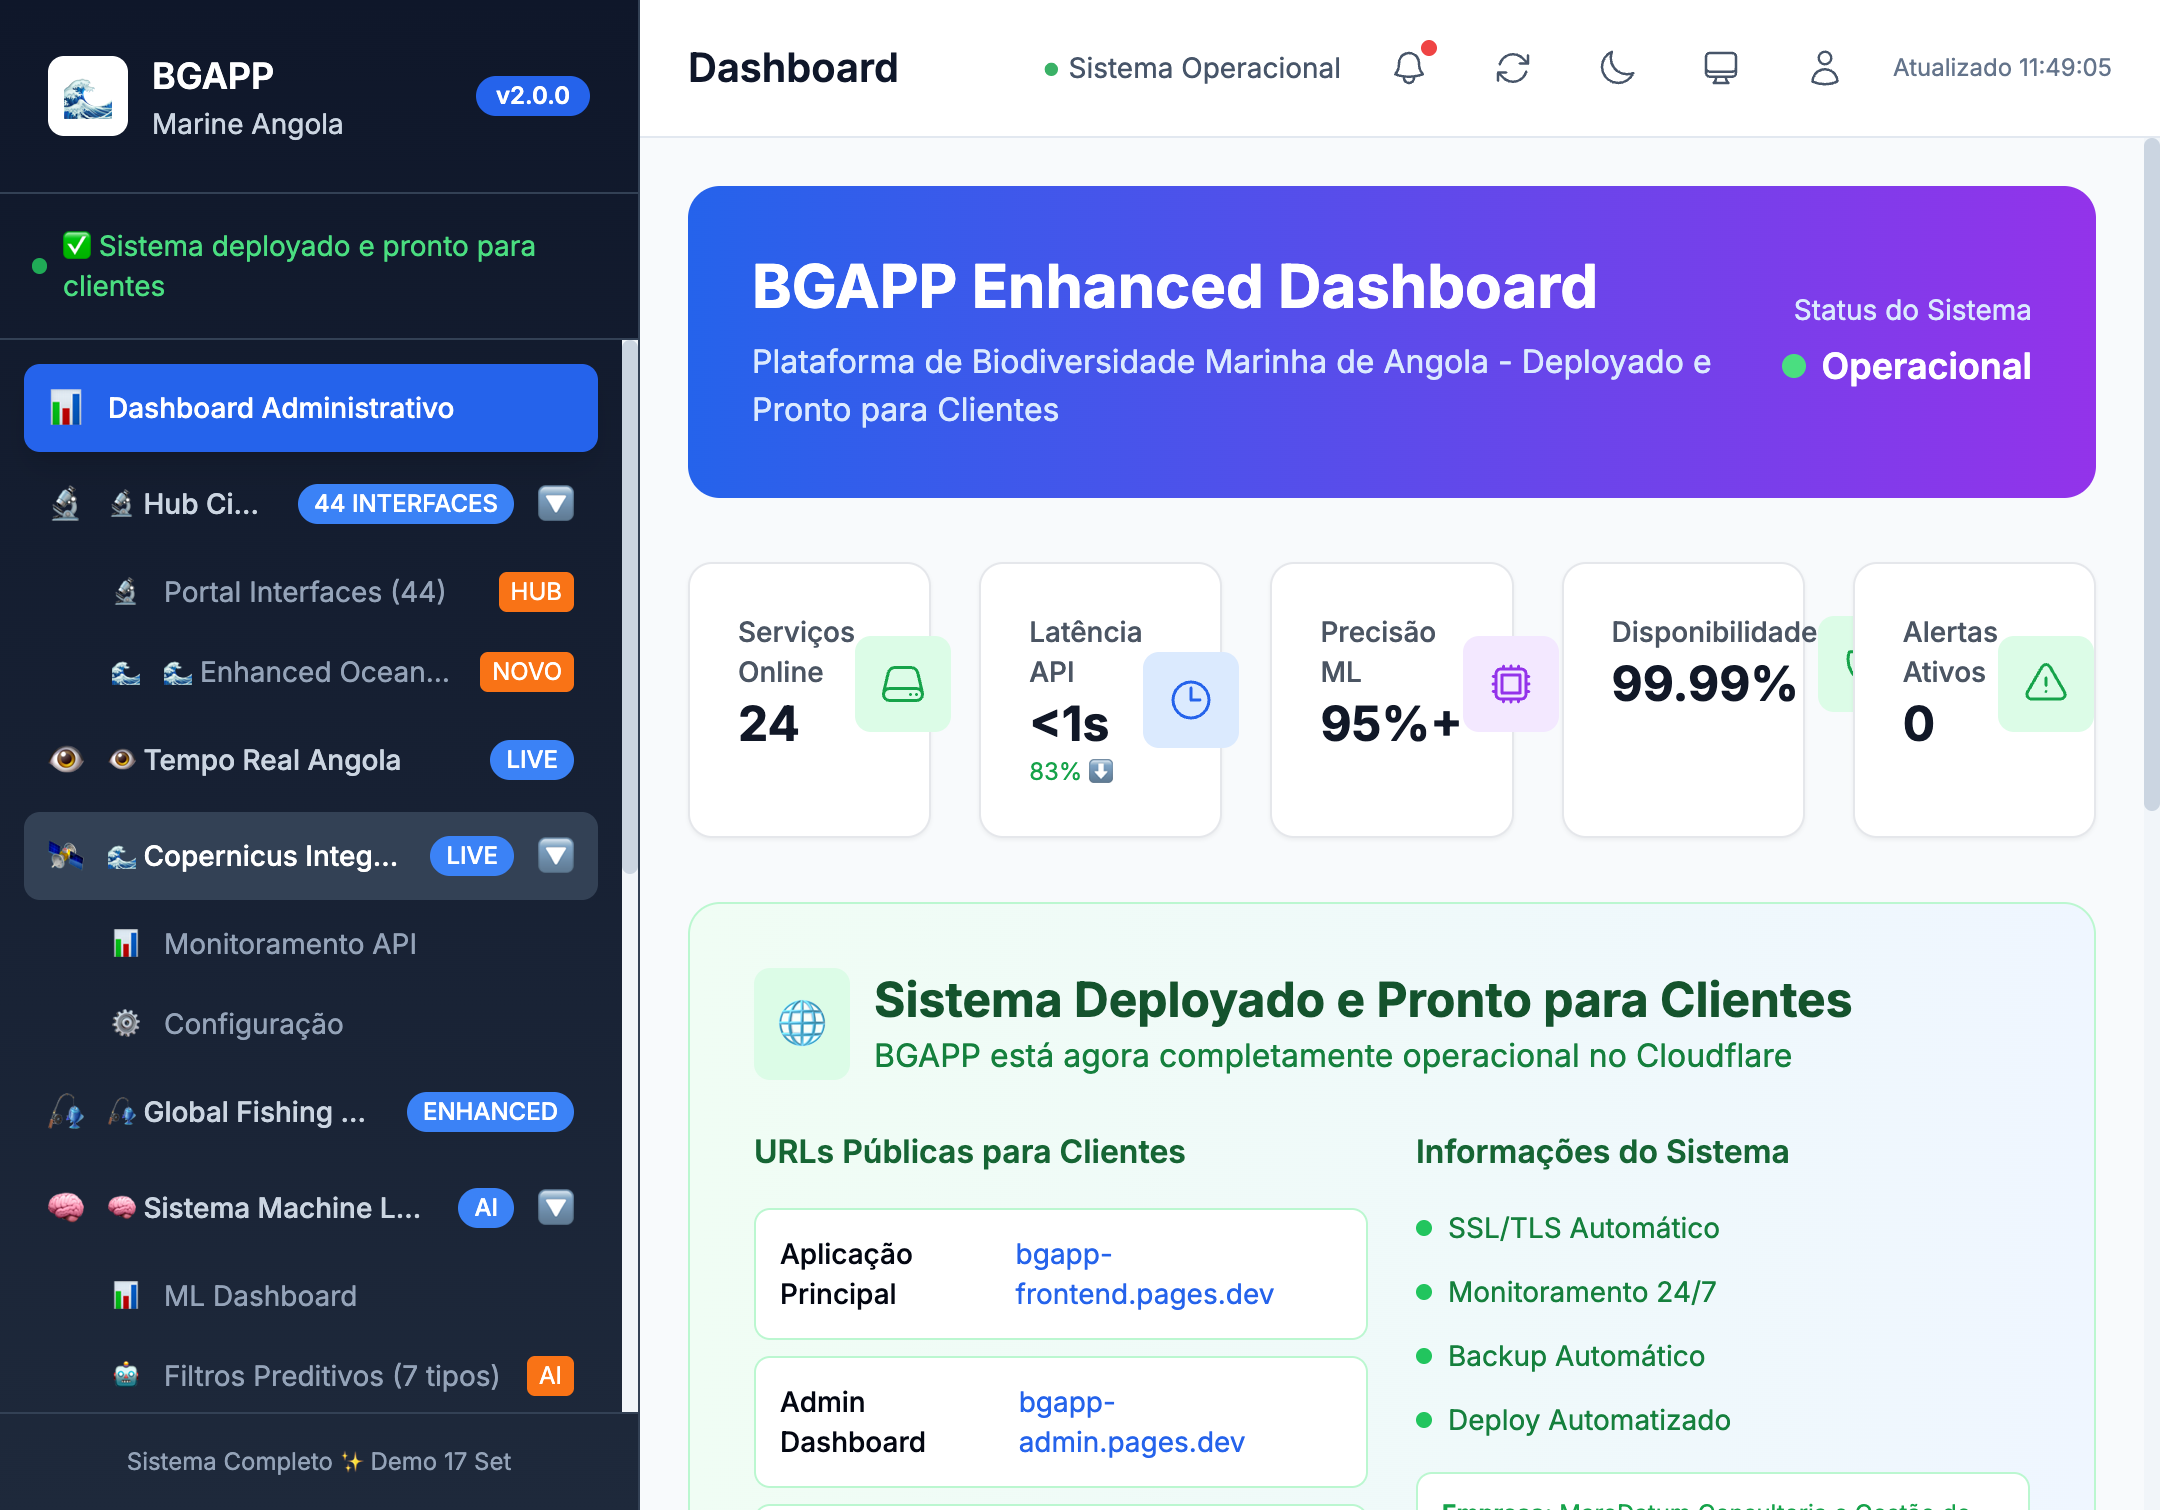 BGAPP
Marine Angola
v2.0.0
✅ Sistema deployado e pronto para
clientes
Dashboard Administrativo
Hub Ci...
44 INTERFACES
Portal Interfaces (44)
HUB
Enhanced Ocean...
NOVO
Tempo Real Angola
LIVE
Copernicus Integ...
LIVE
Monitoramento API
Configuração
Global Fishing ...
ENHANCED
Sistema Machine L...
AI
ML Dashboard
Filtros Preditivos (7 tipos)
AI
Sistema Completo ✨ Demo 17 Set
Dashboard
Sistema Operacional
Atualizado 11:49:05
BGAPP Enhanced Dashboard
Plataforma de Biodiversidade Marinha de Angola - Deployado e
Pronto para Clientes
Status do Sistema
Operacional
Serviços
Online
24
Latência
API
<1s
83% ⬇️
Precisão
ML
95%+
Disponibilidade
99.99%
Alertas
Ativos
0
Sistema Deployado e Pronto para Clientes
BGAPP está agora completamente operacional no Cloudflare
URLs Públicas para Clientes
Aplicação
Principal
bgapp-
frontend.pages.dev
Admin
Dashboard
bgapp-
admin.pages.dev
Informações do Sistema
SSL/TLS Automático
Monitoramento 24/7
Backup Automático
Deploy Automatizado